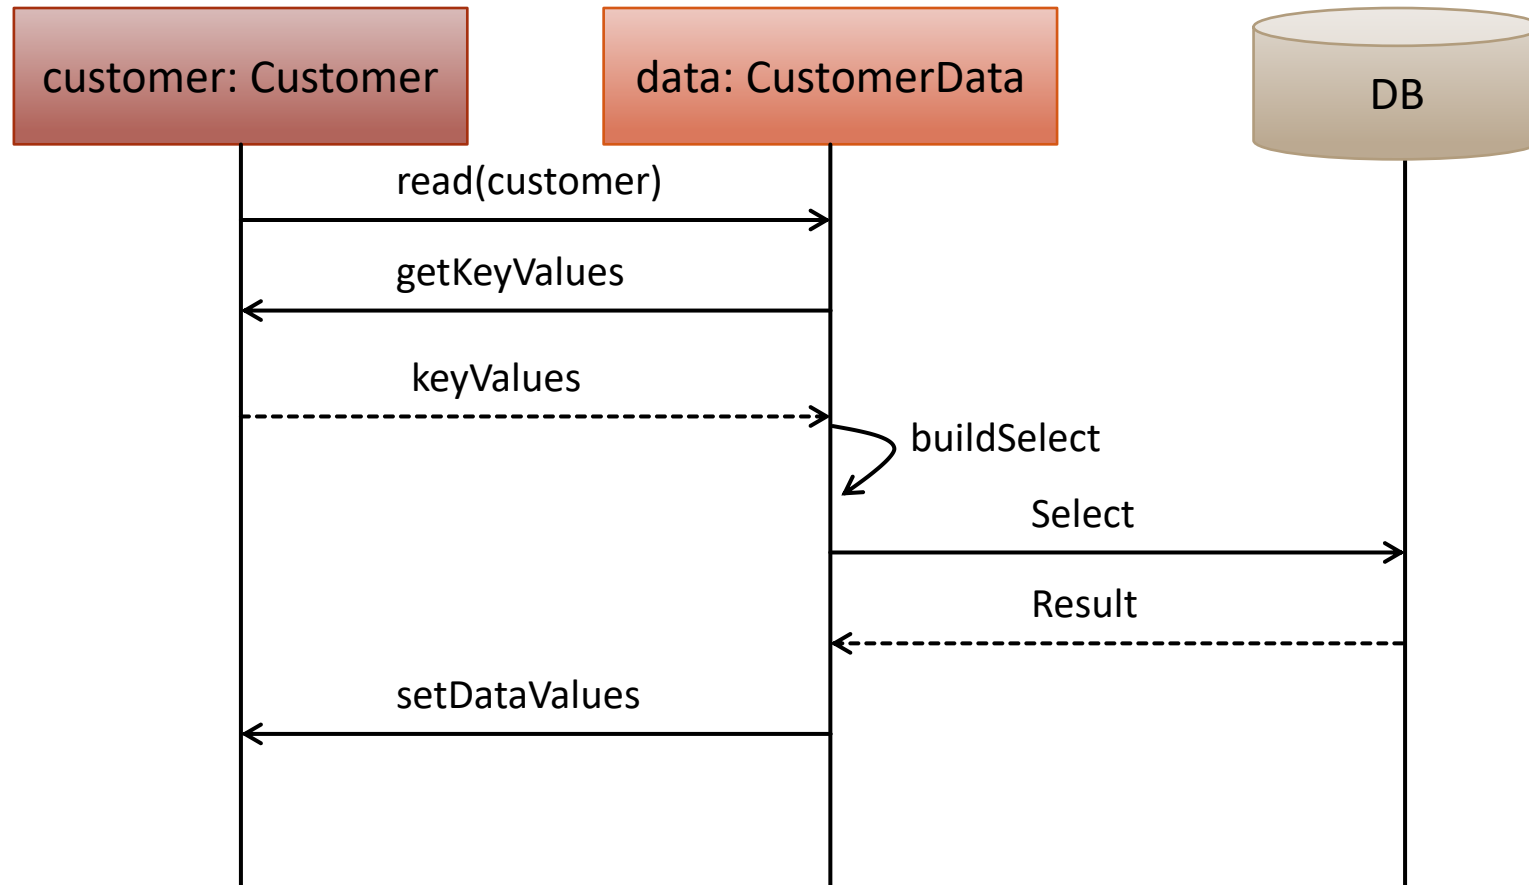 customer: Customer
data: CustomerData
DB
read(customer)
getKeyValues
keyValues
buildSelect
Select
Result
setDataValues